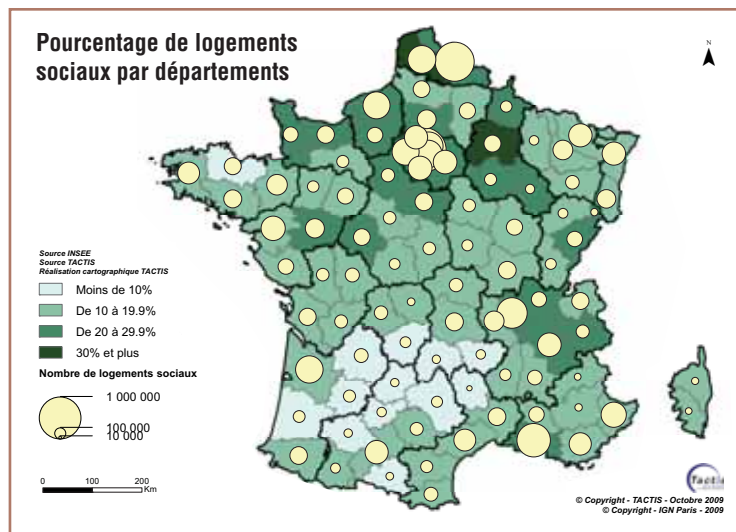 Pourcentage de logements
sociaux par départements
N
Source INSEE
Source TACTIS
Réalisation cartographique TACTIS
Moins de 10%
De 10 à 19.9%
De 20 à 29.9%
30% et plus
Nombre de logements sociaux
1 000 000
100 000
10 000
0 100 200
Km
Tactis
© Copyright - TACTIS - Octobre 2009
© Copyright - IGN Paris - 2009